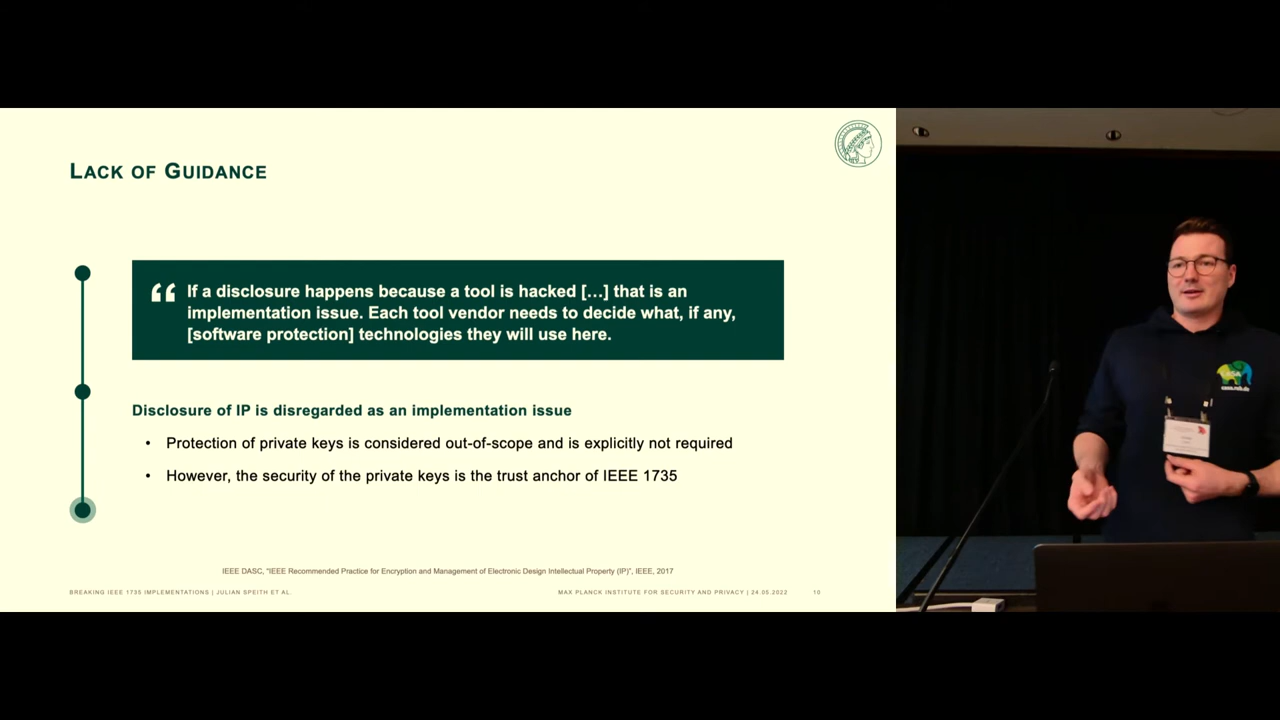 LACK OF GUIDANCE
“ If a disclosure happens because a tool is hacked […] that is an
implementation issue. Each tool vendor needs to decide what, if any,
[software protection] technologies they will use here.
Disclosure of IP is disregarded as an implementation issue
• Protection of private keys is considered out-of-scope and is explicitly not required
• However, the security of the private keys is the trust anchor of IEEE 1735
IEEE DASC, "IEEE Recommended Practice for Encryption and Management of Electronic Design Intellectual Property (IP)", IEEE, 2017
BREAKING IEEE 1735 IMPLEMENTATIONS | JULIAN SPEITH ET AL.
MAX PLANCK INSTITUTE FOR SECURITY AND PRIVACY | 24.05.2022
10